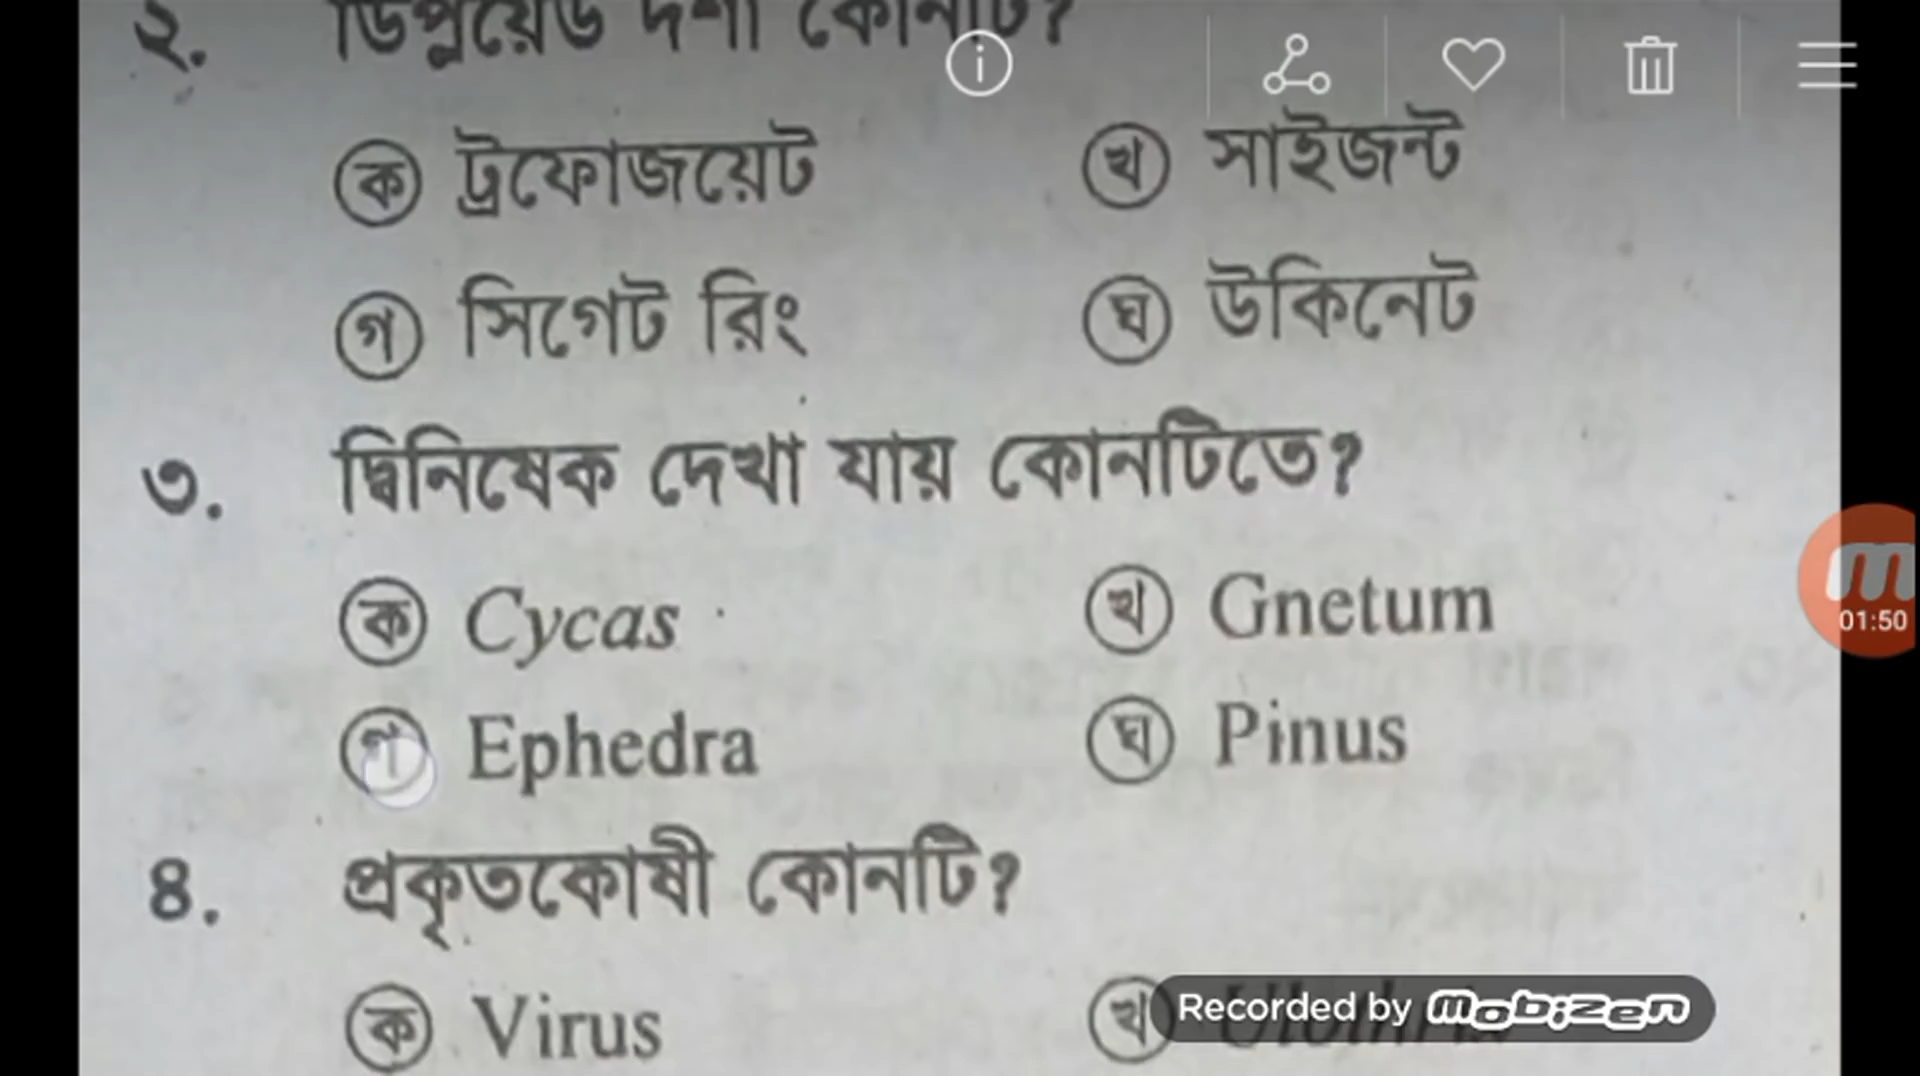 ২. ডিপ্লয়েড দশা কোনটি?
ক ট্রফোজয়েট খ সাইজন্ট
গ সিগেট রিং ঘ উকিনেট
৩. দ্বিনিষেক দেখা যায় কোনটিতে?
ক Cycas খ Gnetum
গ Ephedra ঘ Pinus
৪. প্রকৃতকোষী কোনটি?
ক Virus খ
Recorded by mobizen
01:50